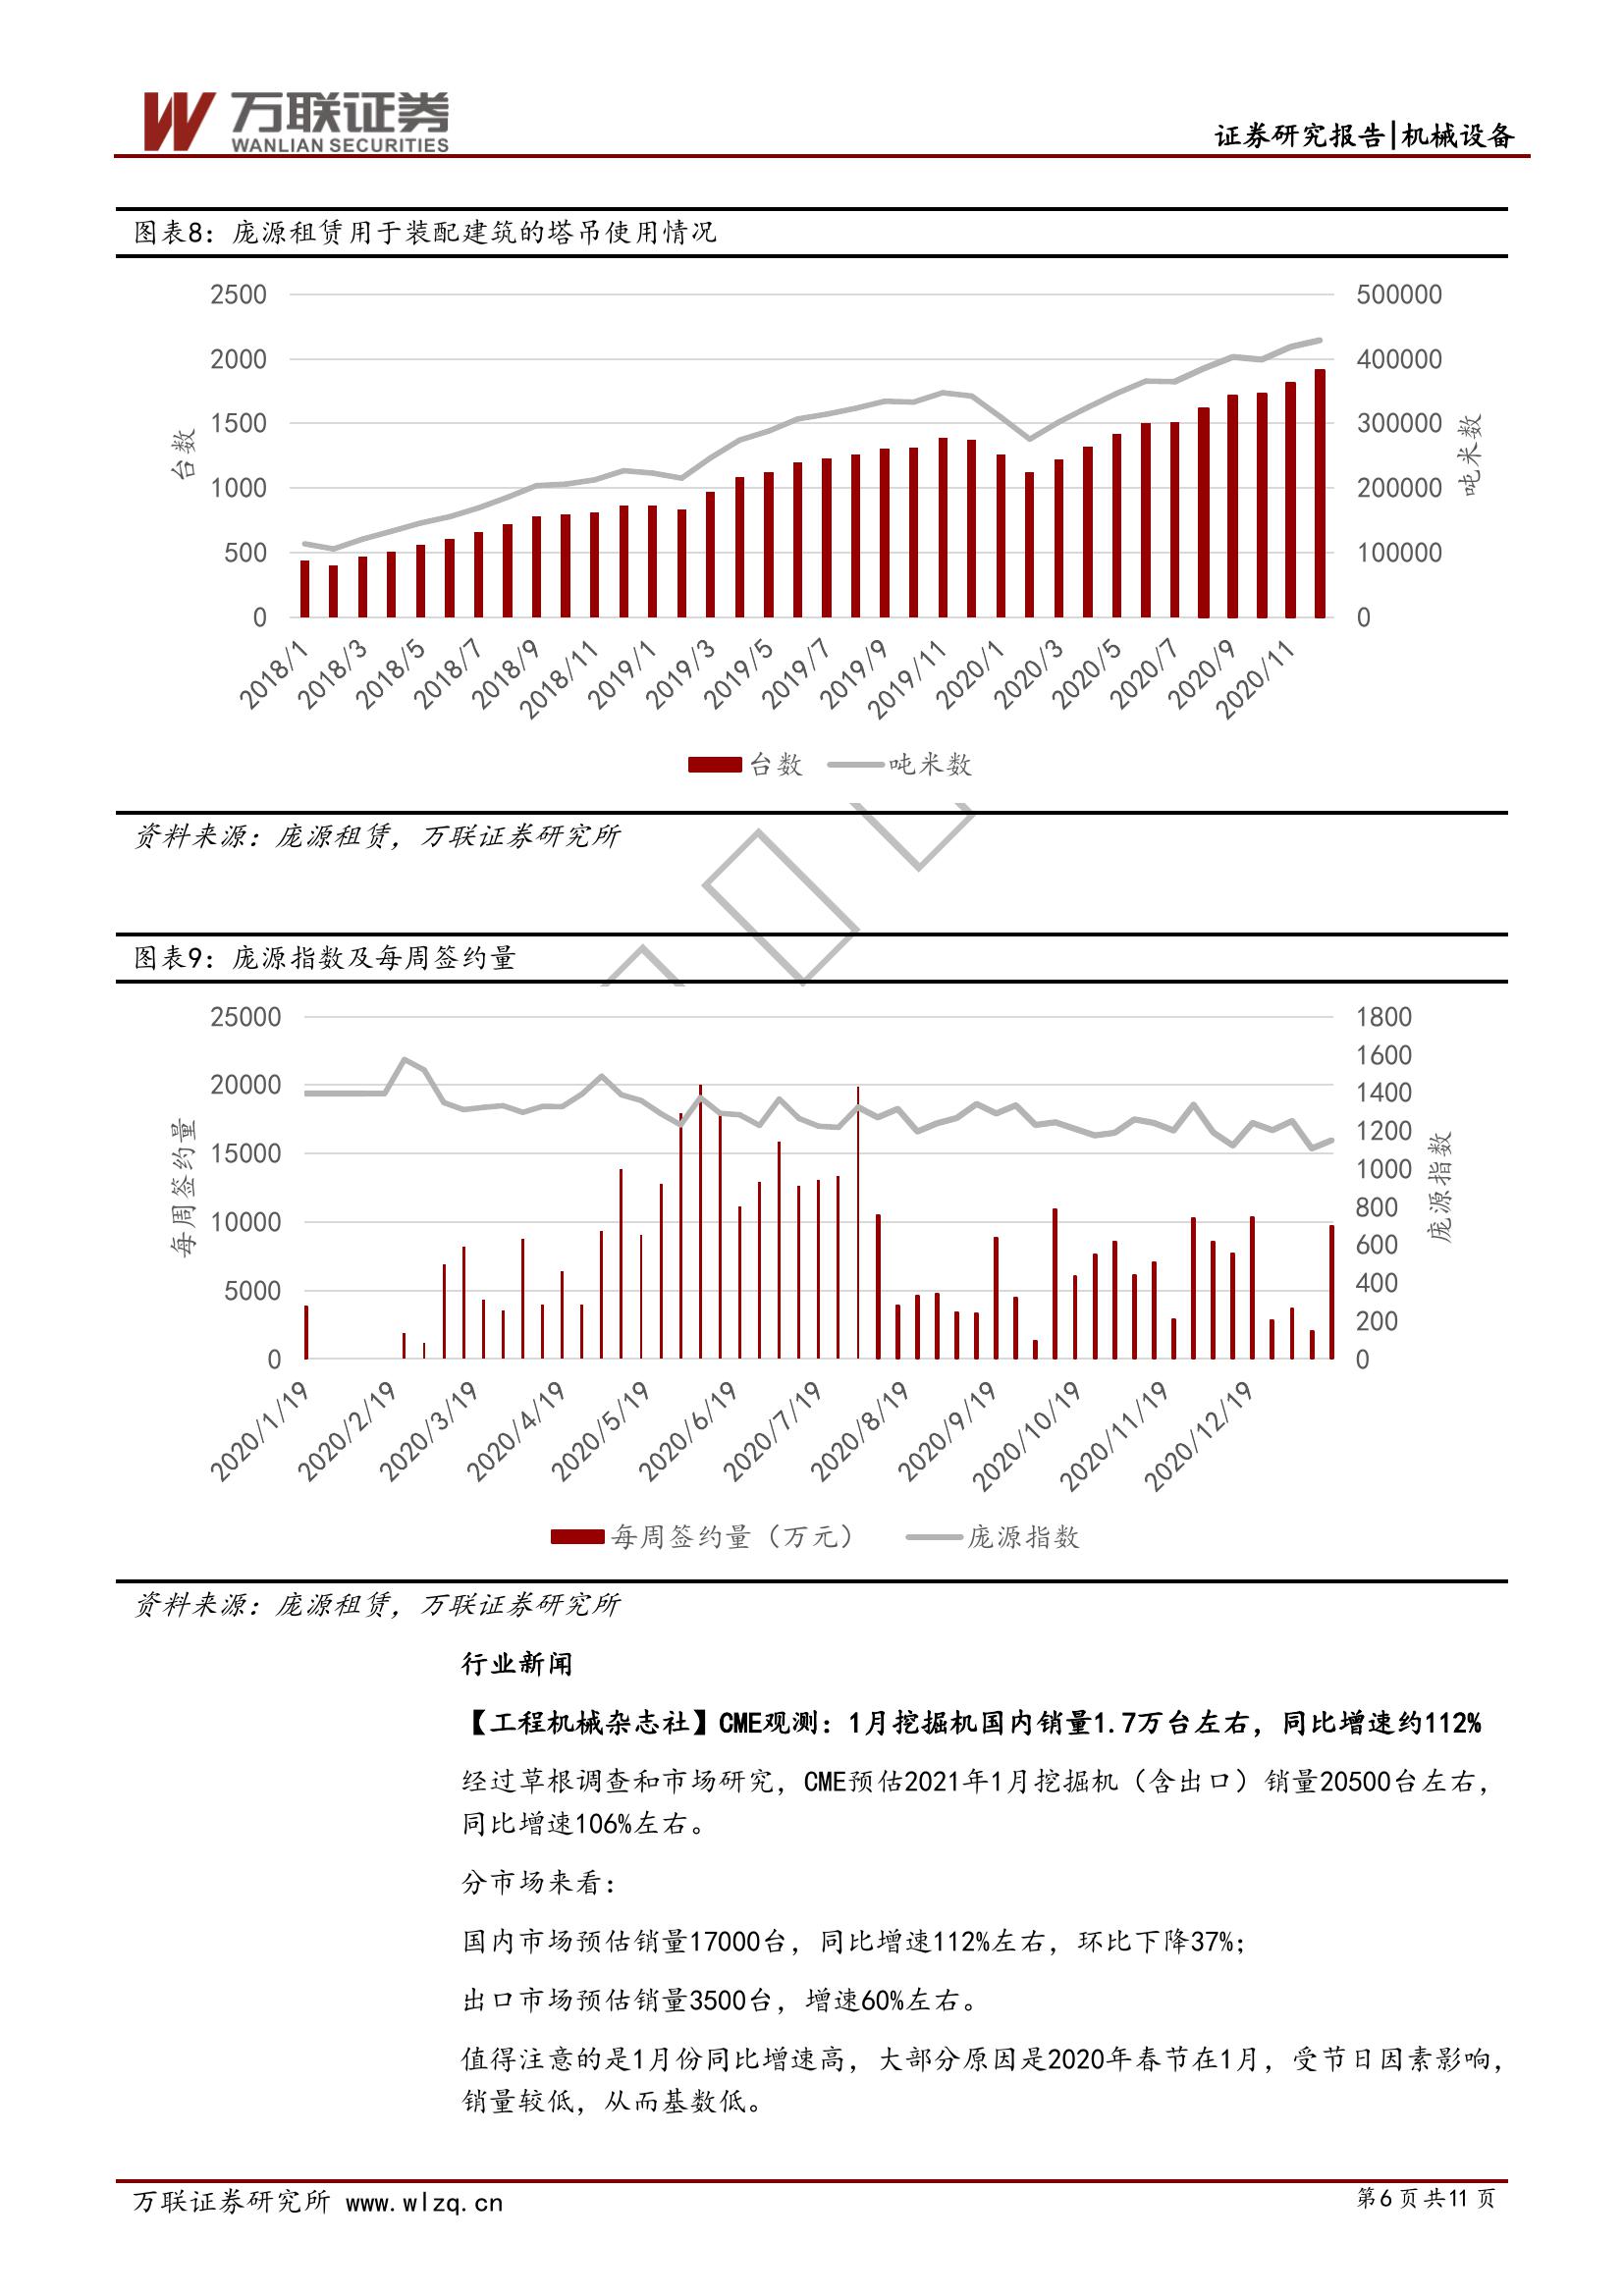 万联证券
WANLIAN SECURITIES
证券研究报告|机械设备
图表8：庞源租赁用于装配建筑的塔吊使用情况
2500
2000
1500
1000
500
0
台数
500000
400000
300000
200000
100000
0
吨米数
2018/1
2018/3
2018/5
2018/7
2018/9
2018/11
2019/1
2019/3
2019/5
2019/7
2019/9
2019/11
2020/1
2020/3
2020/5
2020/7
2020/9
2020/11
台数
吨米数
资料来源：庞源租赁，万联证券研究所
图表9：庞源指数及每周签约量
25000
20000
15000
10000
5000
0
每周签约量
1800
1600
1400
1200
1000
800
600
400
200
0
庞源指数
2020/1/19
2020/2/19
2020/3/19
2020/4/19
2020/5/19
2020/6/19
2020/7/19
2020/8/19
2020/9/19
2020/10/19
2020/11/19
2020/12/19
每周签约量（万元）
庞源指数
资料来源：庞源租赁，万联证券研究所
行业新闻
【工程机械杂志社】CME观测：1月挖掘机国内销量1.7万台左右，同比增速约112%
经过草根调查和市场研究，CME预估2021年1月挖掘机（含出口）销量20500台左右，
同比增速106%左右。
分市场来看：
国内市场预估销量17000台，同比增速112%左右，环比下降37%；
出口市场预估销量3500台，增速60%左右。
值得注意的是1月份同比增速高，大部分原因是2020年春节在1月，受节日因素影响，
销量较低，从而基数低。
万联证券研究所 www.wlzq.cn
第6页共11页